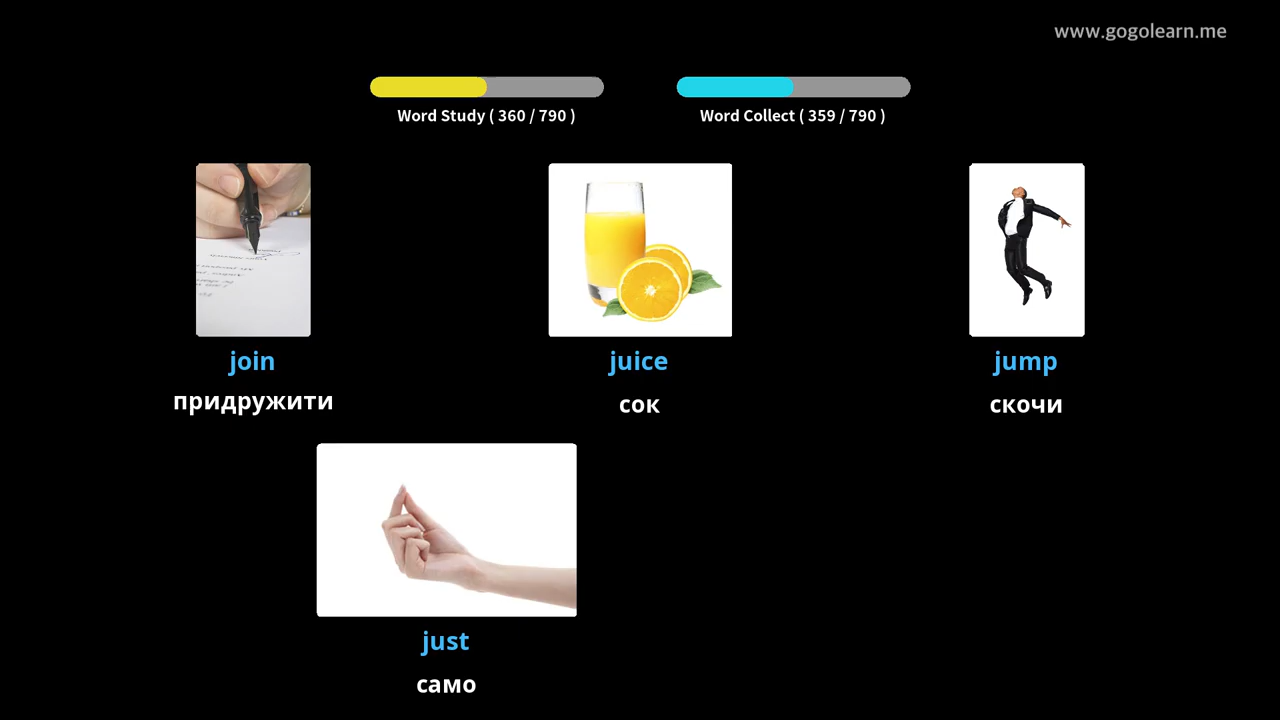 www.gogolearn.me
Word Study ( 360 / 790 )
Word Collect ( 359 / 790 )
join
придружити
juice
сок
jump
скочи
just
само